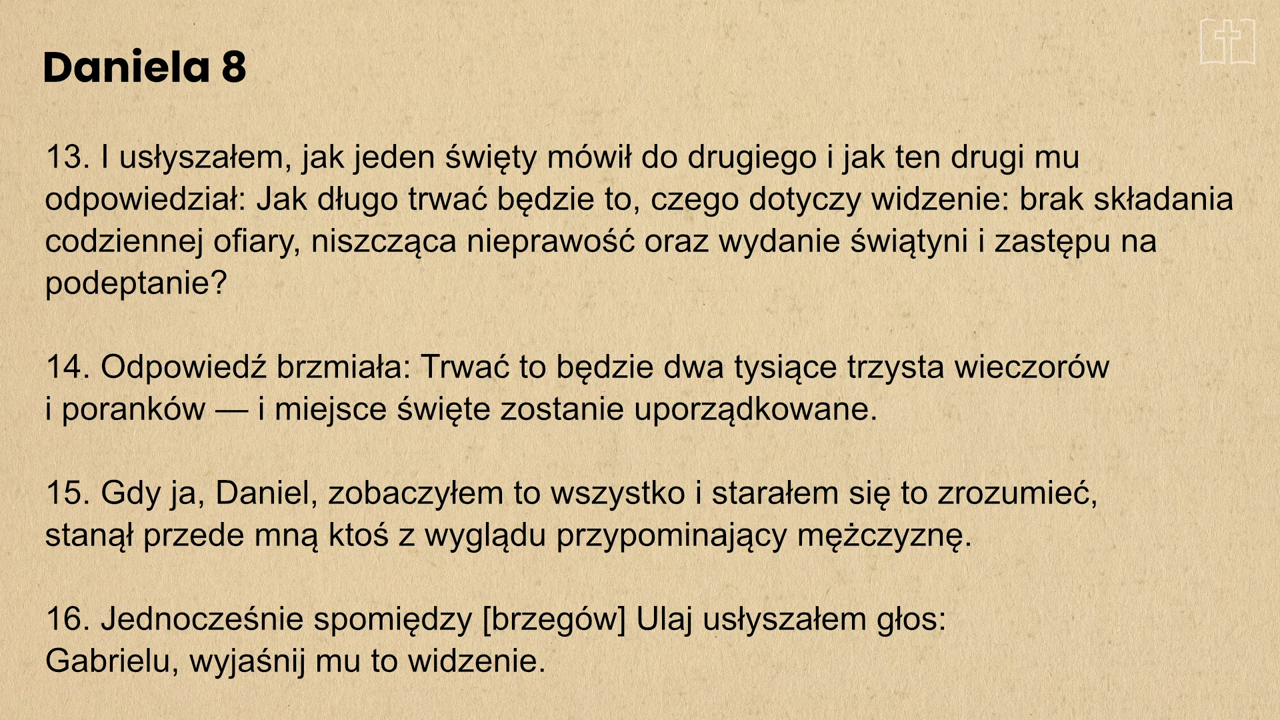 Daniela 8
13. I usłyszałem, jak jeden święty mówił do drugiego i jak ten drugi mu
odpowiedział: Jak długo trwać będzie to, czego dotyczy widzenie: brak składania
codziennej ofiary, niszcząca nieprawość oraz wydanie świątyni i zastępu na
podeptanie?
14. Odpowiedź brzmiała: Trwać to będzie dwa tysiące trzysta wieczorów
i poranków — i miejsce święte zostanie uporządkowane.
15. Gdy ja, Daniel, zobaczyłem to wszystko i starałem się to zrozumieć,
stanął przede mną ktoś z wyglądu przypominający mężczyznę.
16. Jednocześnie spomiędzy [brzegów] Ulaj usłyszałem głos:
Gabrielu, wyjaśnij mu to widzenie.